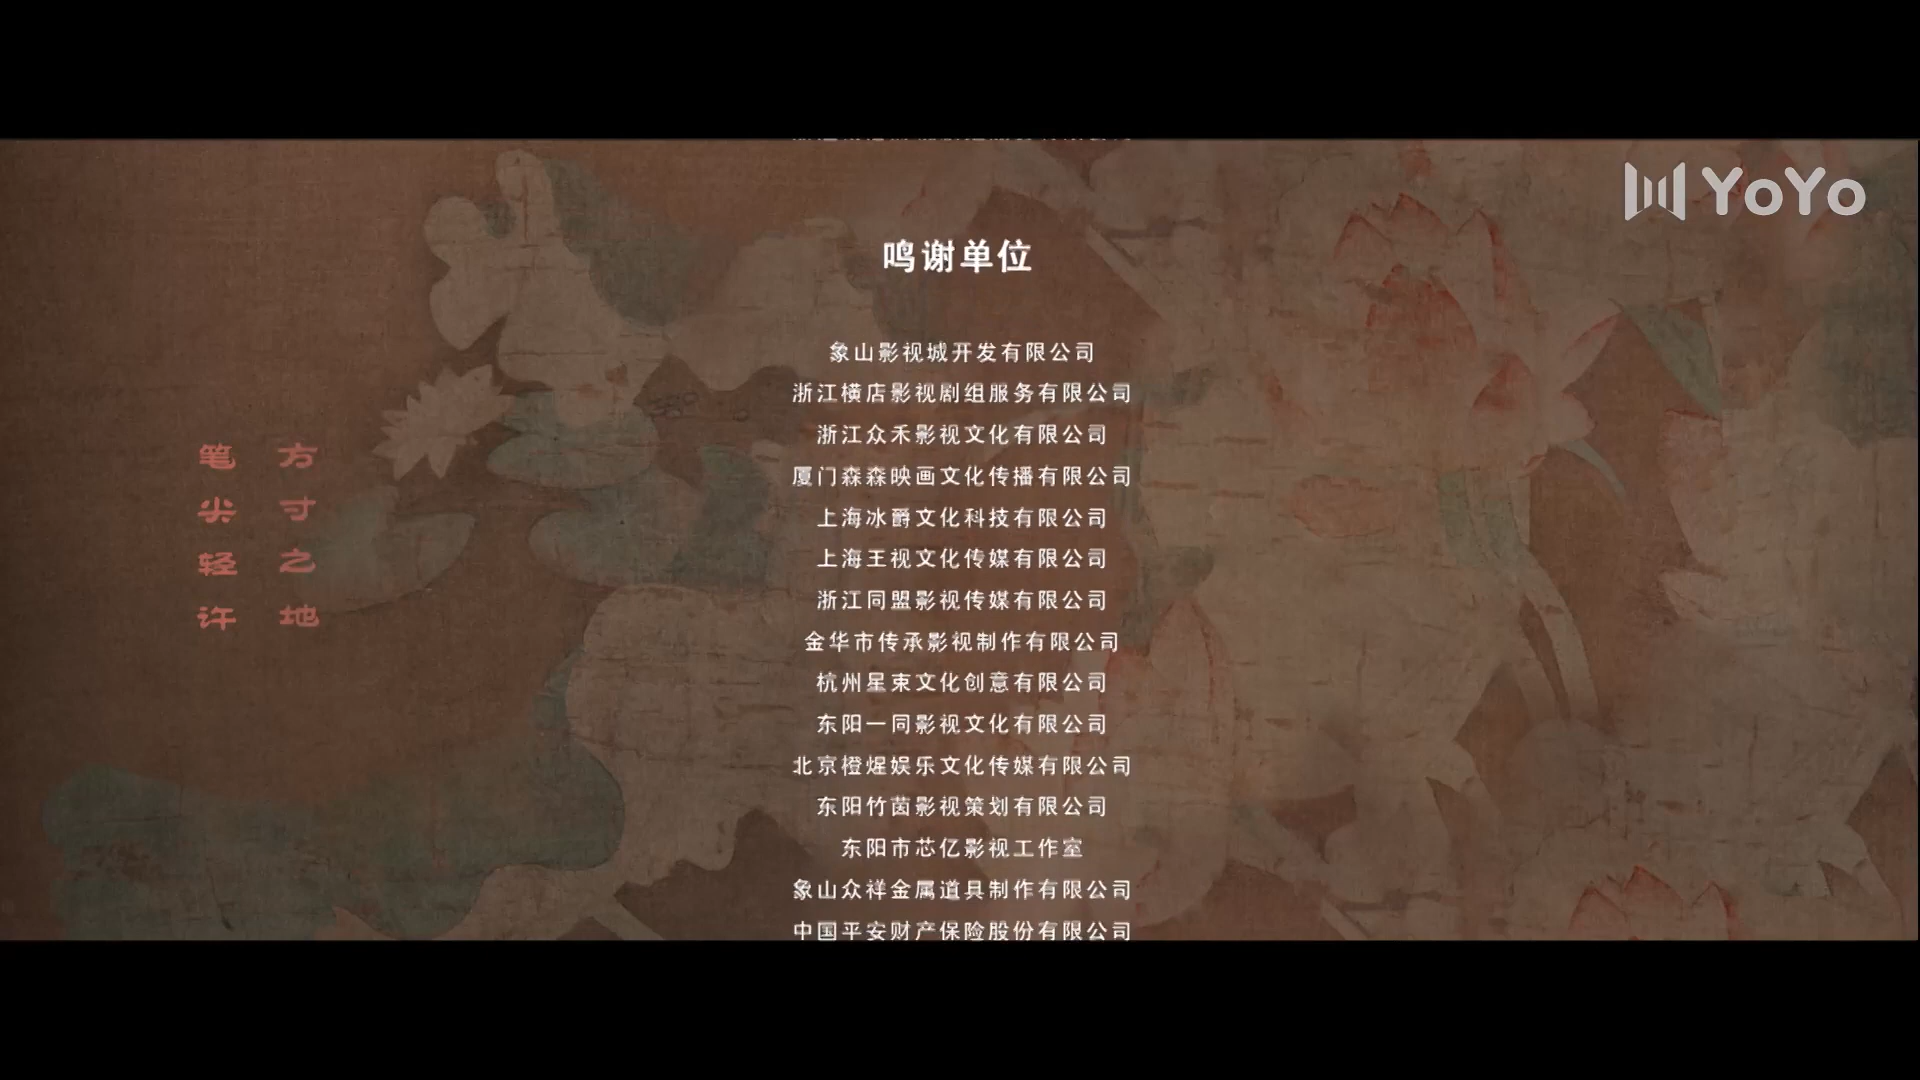 YoYo
鸣谢单位
象山影视城开发有限公司
浙江横店影视剧组服务有限公司
浙江众禾影视文化有限公司
厦门森森映画文化传播有限公司
上海冰爵文化科技有限公司
上海王视文化传媒有限公司
浙江同盟影视传媒有限公司
金华市传承影视制作有限公司
杭州星束文化创意有限公司
东阳一同影视文化有限公司
北京橙煋娱乐文化传媒有限公司
东阳竹茵影视策划有限公司
东阳市芯亿影视工作室
象山众祥金属道具制作有限公司
中国平安财产保险股份有限公司
方寸之地
笔尖轻许